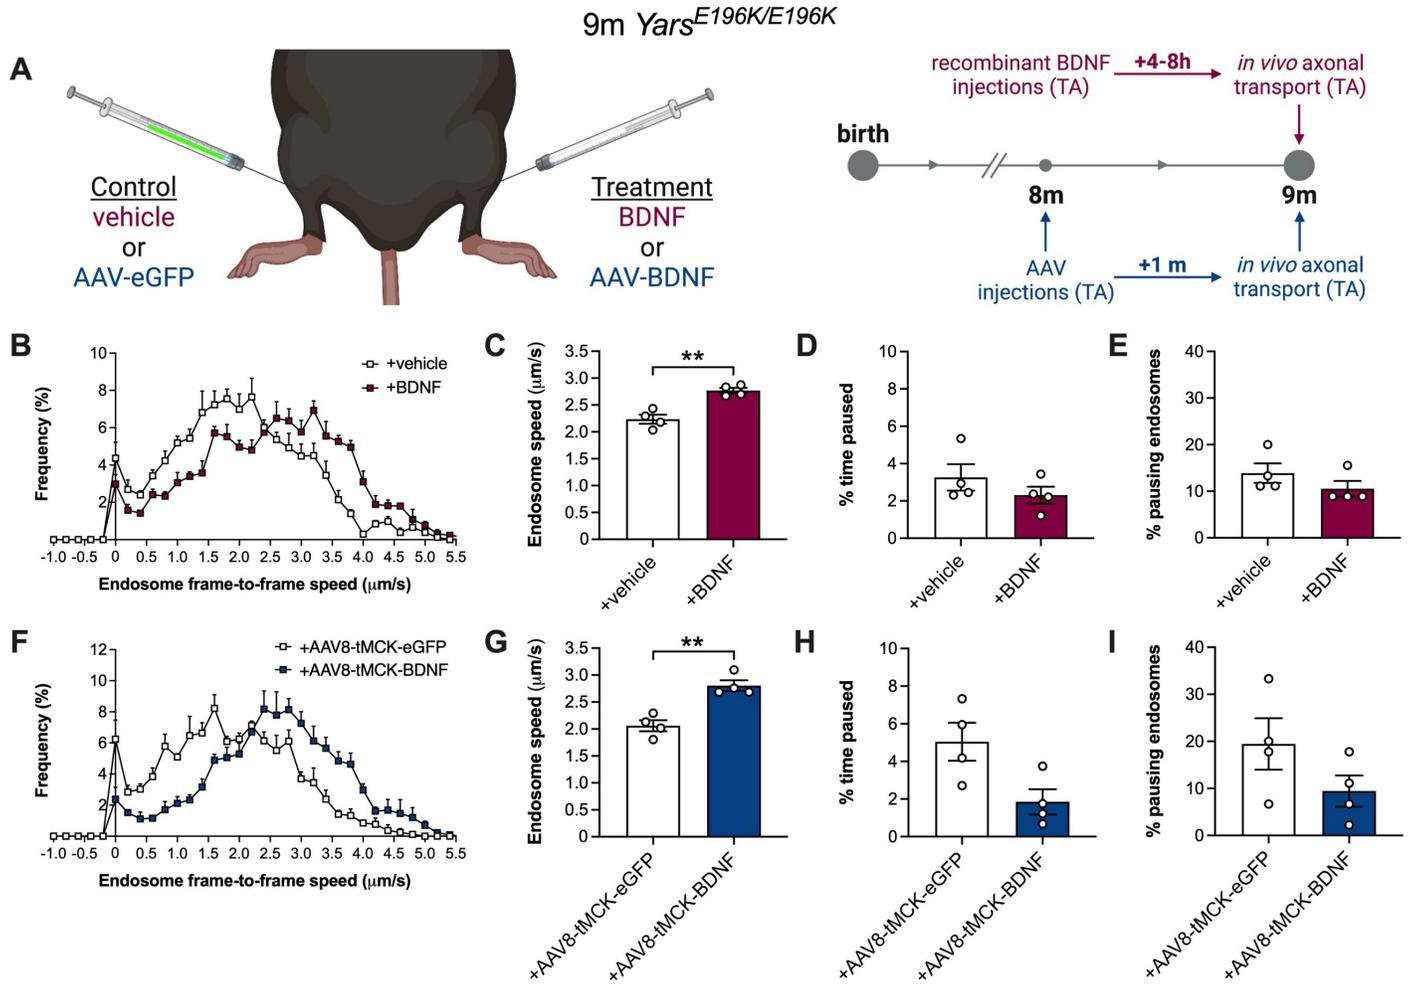 9m Yars^E196K/E196K
A
Control
vehicle
or
AAV-eGFP
Treatment
BDNF
or
AAV-BDNF
recombinant BDNF
injections (TA)
+4-8h
in vivo axonal
transport (TA)
birth
8m
9m
AAV
injections (TA)
+1 m
in vivo axonal
transport (TA)
B
Frequency (%)
10
8
6
4
2
-1.0 -0.5 0 0.5 1.0 1.5 2.0 2.5 3.0 3.5 4.0 4.5 5.0 5.5
Endosome frame-to-frame speed (μm/s)
+vehicle
+BDNF
C
Endosome speed (μm/s)
3.5
3.0
2.5
2.0
1.5
1.0
0.5
0
**
+vehicle
+BDNF
D
% time paused
10
8
6
4
2
0
+vehicle
+BDNF
E
% pausing endosomes
40
30
20
10
0
+vehicle
+BDNF
F
Frequency (%)
12
10
8
6
4
2
-1.0 -0.5 0 0.5 1.0 1.5 2.0 2.5 3.0 3.5 4.0 4.5 5.0 5.5
Endosome frame-to-frame speed (μm/s)
+AAV8-tMCK-eGFP
+AAV8-tMCK-BDNF
G
Endosome speed (μm/s)
3.5
3.0
2.5
2.0
1.5
1.0
0.5
0
**
+AAV8-tMCK-eGFP
+AAV8-tMCK-BDNF
H
% time paused
10
8
6
4
2
0
+AAV8-tMCK-eGFP
+AAV8-tMCK-BDNF
I
% pausing endosomes
40
30
20
10
0
+AAV8-tMCK-eGFP
+AAV8-tMCK-BDNF